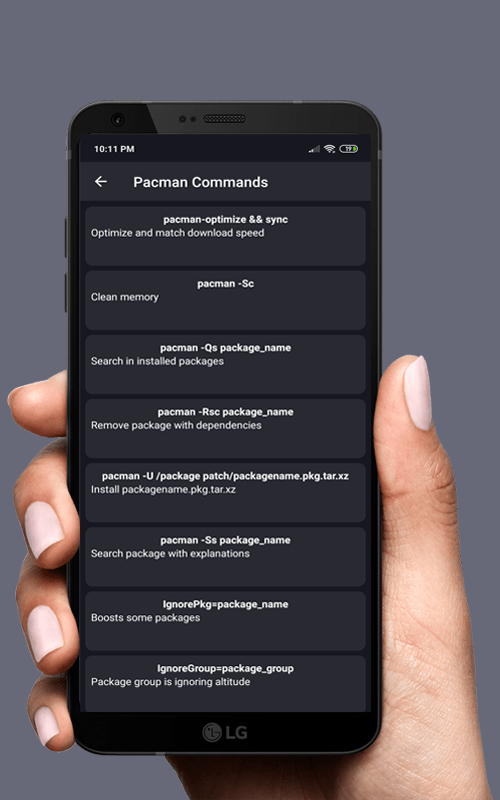 10:11 PM
19
Pacman Commands
pacman-optimize && sync
Optimize and match download speed
pacman -Sc
Clean memory
pacman -Qs package_name
Search in installed packages
pacman -Rsc package_name
Remove package with dependencies
pacman -U /package patch/packagename.pkg.tar.xz
Install packagename.pkg.tar.xz
pacman -Ss package_name
Search package with explanations
IgnorePkg=package_name
Boosts some packages
IgnoreGroup=package_group
Package group is ignoring altitude
LG